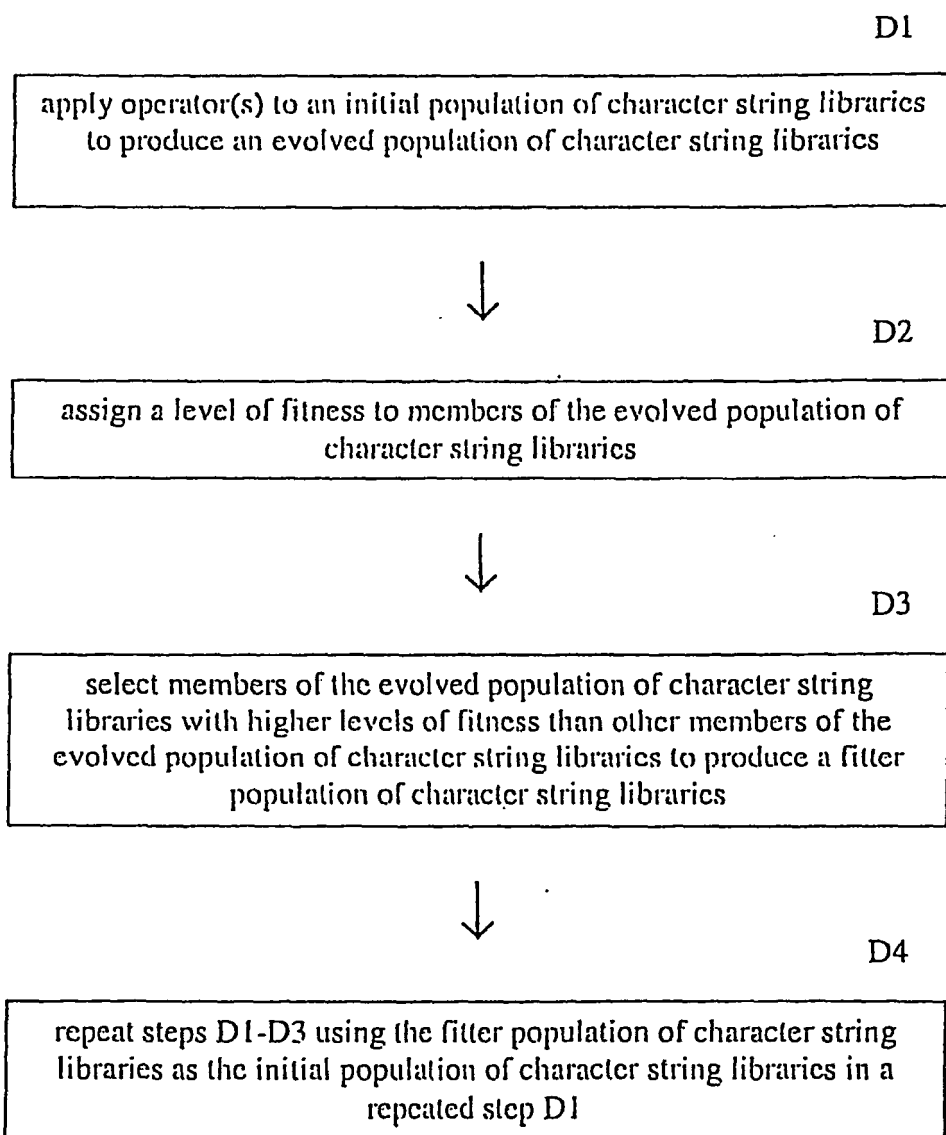 D1
apply operator(s) to an initial population of character string libraries
to produce an evolved population of character string libraries
D2
assign a level of fitness to members of the evolved population of
character string libraries
D3
select members of the evolved population of character string
libraries with higher levels of fitness than other members of the
evolved population of character string libraries to produce a fitter
population of character string libraries
D4
repeat steps D1-D3 using the fitter population of character string
libraries as the initial population of character string libraries in a
repeated step D1